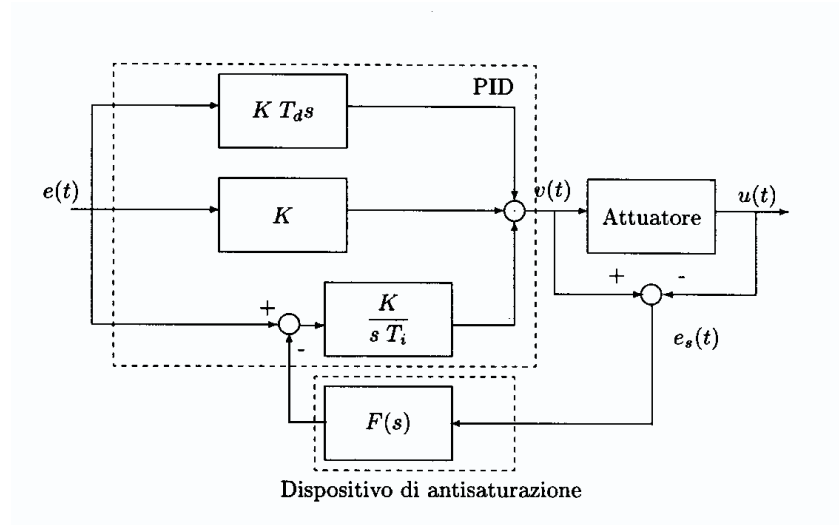 PID
K T_d s
e(t)
K
v(t)
Attuatore
u(t)
+
-
+
-
K
s T_i
e_s(t)
F(s)
Dispositivo di antisaturazione